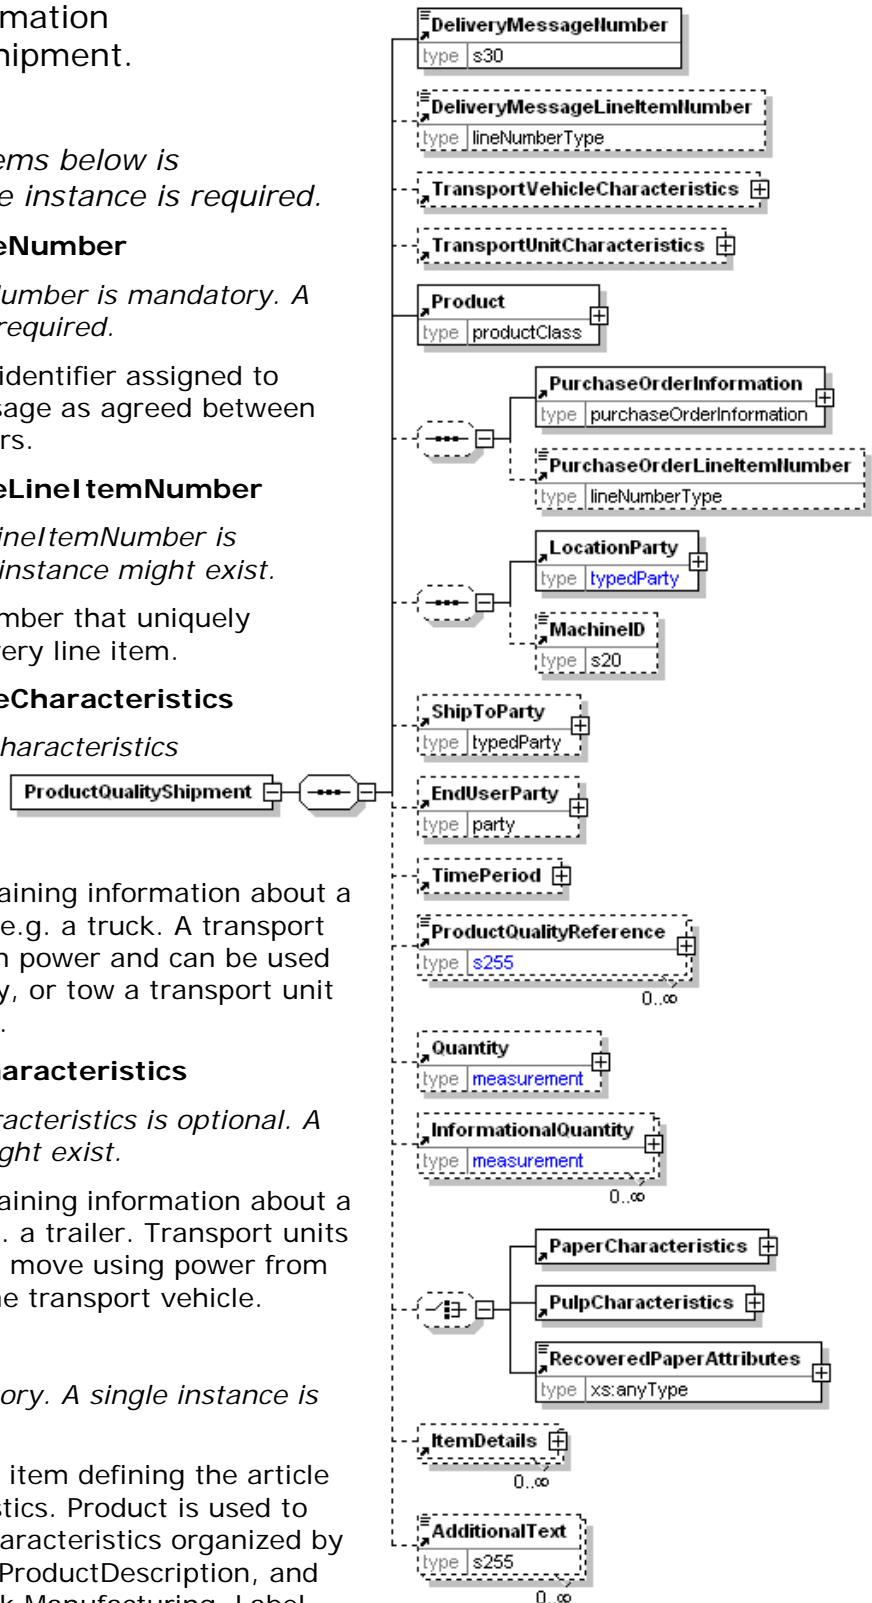 rmation
hipment.
ems below is
e instance is required.
eNumber
lumber is mandatory. A
required.
identifier assigned to
sage as agreed between
rs.
eLineItemNumber
ineItemNumber is
instance might exist.
mber that uniquely
very line item.
eCharacteristics
haracteristics
ProductQualityShipment
aining information about a
e.g. a truck. A transport
n power and can be used
y, or tow a transport unit
.
naracteristics
racteristics is optional. A
ght exist.
aining information about a
. a trailer. Transport units
move using power from
ne transport vehicle.
ory. A single instance is
item defining the article
stics. Product is used to
aracteristics organized by
ProductDescription, and
k Manufacturing, Label
DeliveryMessageNumber
type s30
DeliveryMessageLineItemNumber
type lineNumberType
TransportVehicleCharacteristics
TransportUnitCharacteristics
Product
type productClass
PurchaseOrderInformation
type purchaseOrderInformation
PurchaseOrderLineItemNumber
type lineNumberType
LocationParty
type typedParty
MachineID
type s20
ShipToParty
type typedParty
EndUserParty
type party
TimePeriod
ProductQualityReference
type s255
0..∞
Quantity
type measurement
InformationalQuantity
type measurement
0..∞
PaperCharacteristics
PulpCharacteristics
RecoveredPaperAttributes
type xs:anyType
ItemDetails
0..∞
AdditionalText
type s255
0..∞